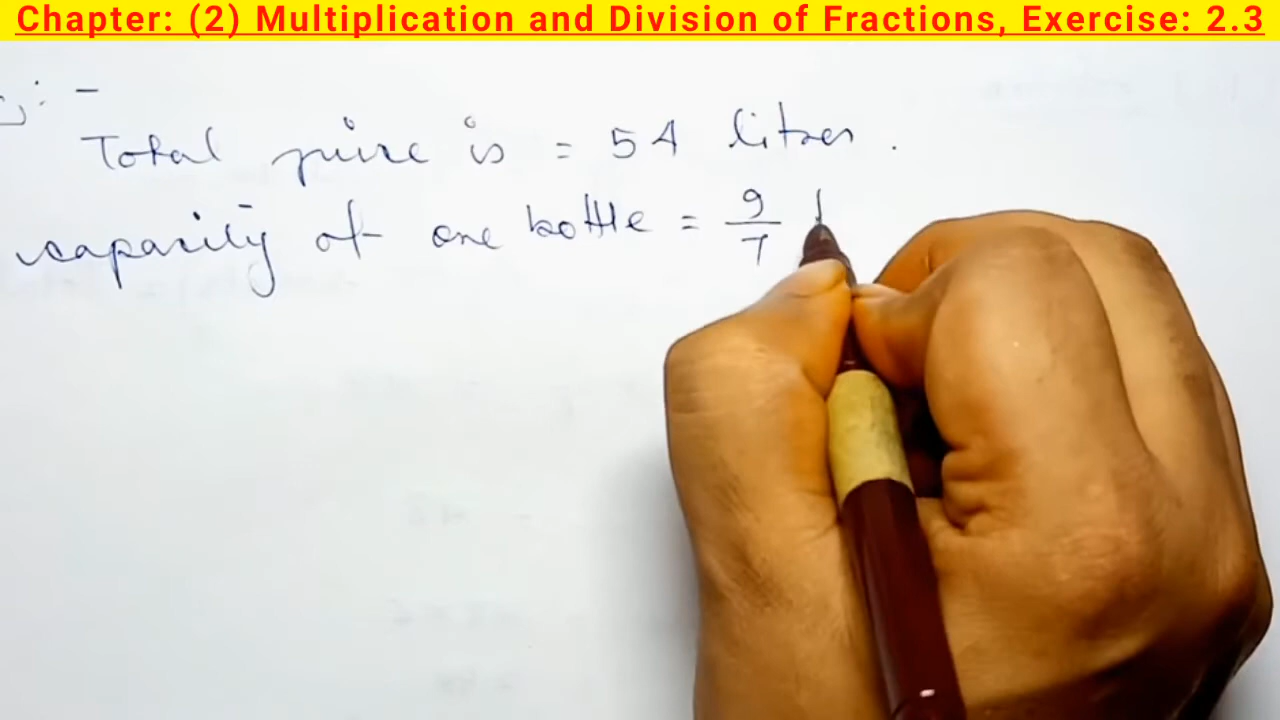 Chapter: (2) Multiplication and Division of Fractions, Exercise: 2.3
Total juice is = 54 litres.
capacity of one bottle = 9/7 l